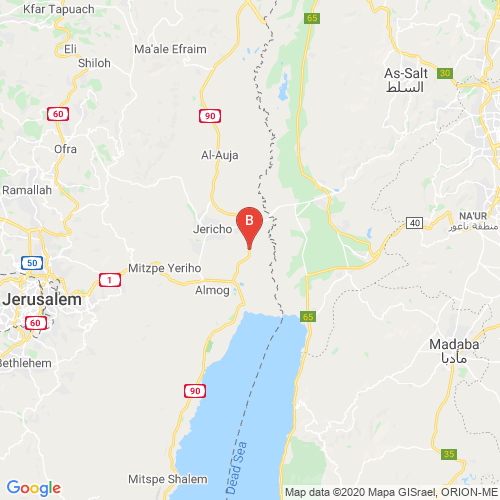 Kfar Tapuach
65
Ma'ale Efraim
Eli
Shiloh
As-Salt
السلط
30
60
90
Ofra
Al-Auja
Ramallah
NA'UR
منطقة ناعور
40
B
Jericho
50
Mitzpe Yeriho
1
Almog
Jerusalem
60
65
Madaba
مادبا
Bethlehem
90
Dead Sea
35
Mitspe Shalem
Google
Map data ©2020 Mapa GISrael, ORION-ME